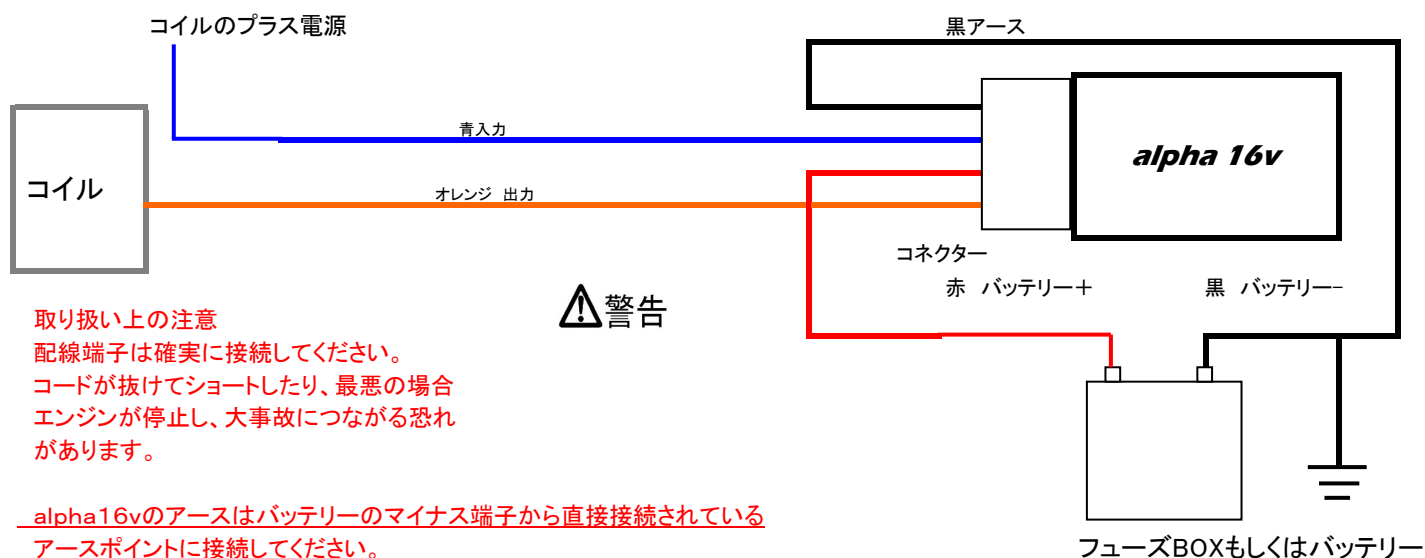 コイルのプラス電源
黒アース
青入力
alpha 16v
コイル
オレンジ 出力
コネクター
赤 バッテリー+
黒 バッテリー-
警告
取り扱い上の注意
配線端子は確実に接続してください。
コードが抜けてショートしたり、最悪の場合
エンジンが停止し、大事故につながる恐れ
があります。
alpha16vのアースはバッテリーのマイナス端子から直接接続されている
アースポイントに接続してください。
フューズBOXもしくはバッテリー